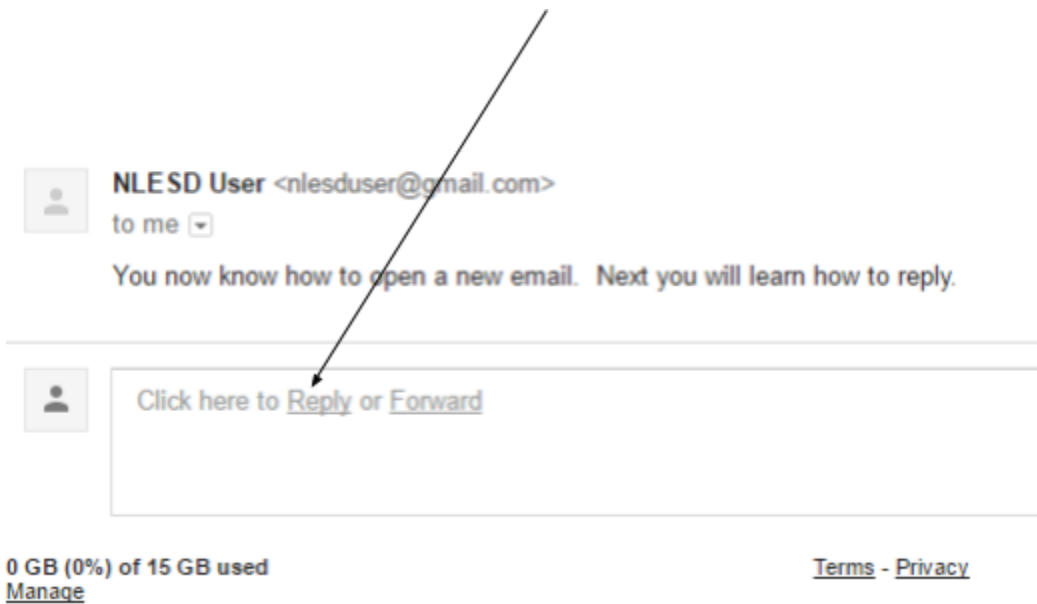 NLESD User <nlesduser@gmail.com>
to me
You now know how to open a new email.  Next you will learn how to reply.
Click here to Reply or Forward
0 GB (0%) of 15 GB used
Manage
Terms - Privacy